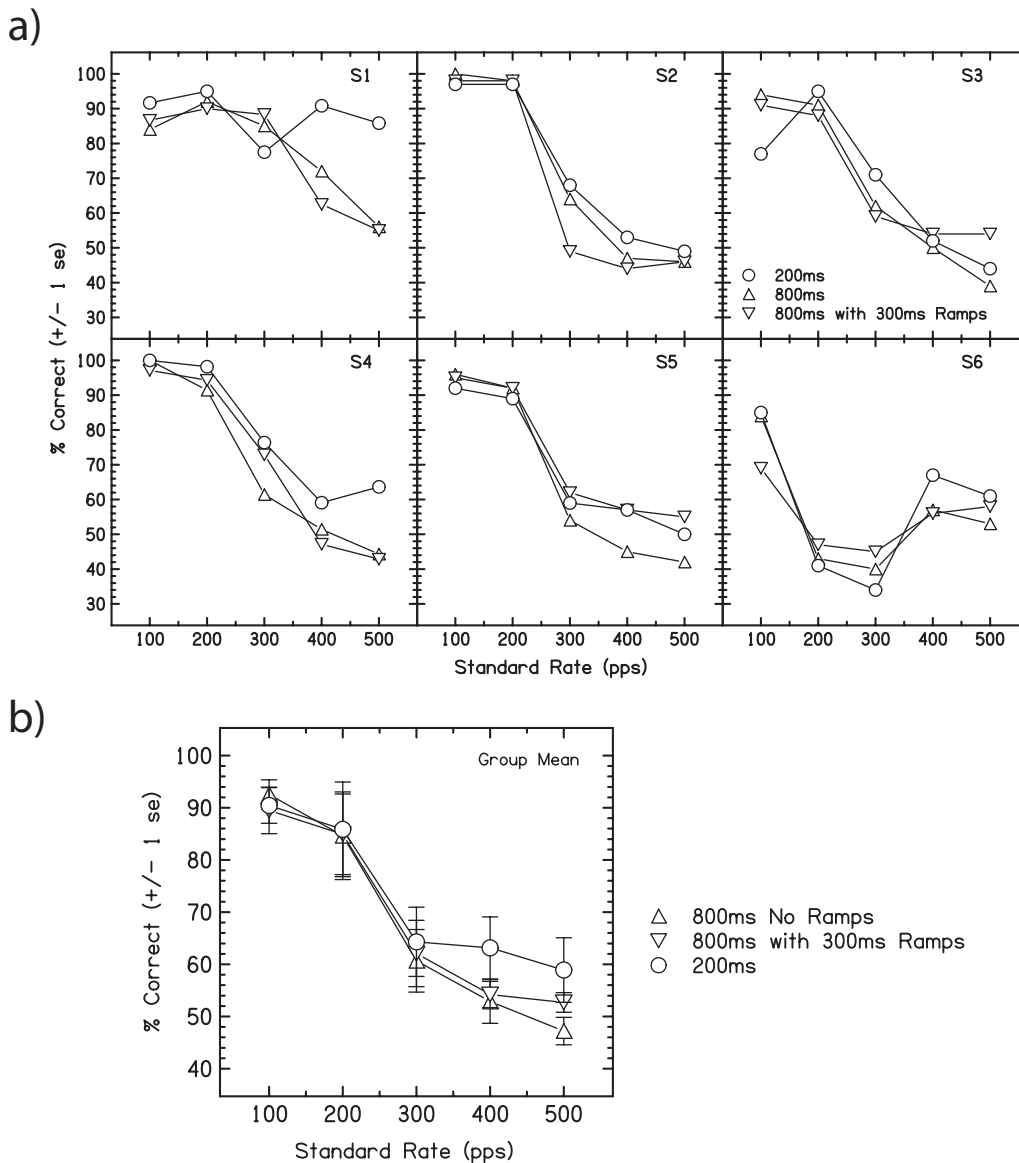 a)
S1
S2
S3
100
90
80
70
60
50
40
30
200ms
800ms
800ms with 300ms Ramps
% Correct (+/- 1 se)
S4
S5
S6
100
90
80
70
60
50
40
30
100 200 300 400 500
100 200 300 400 500
100 200 300 400 500
Standard Rate (pps)
b)
Group Mean
100
90
80
70
60
50
40
% Correct (+/- 1 se)
800ms No Ramps
800ms with 300ms Ramps
200ms
100 200 300 400 500
Standard Rate (pps)